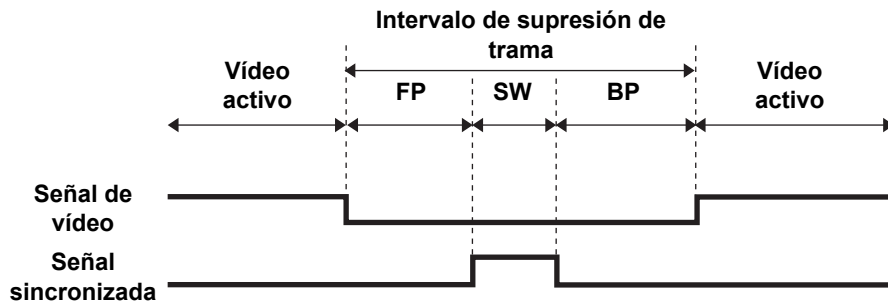 Intervalo de supresión de
trama
Vídeo
activo
FP
SW
BP
Vídeo
activo
Señal de
vídeo
Señal
sincronizada